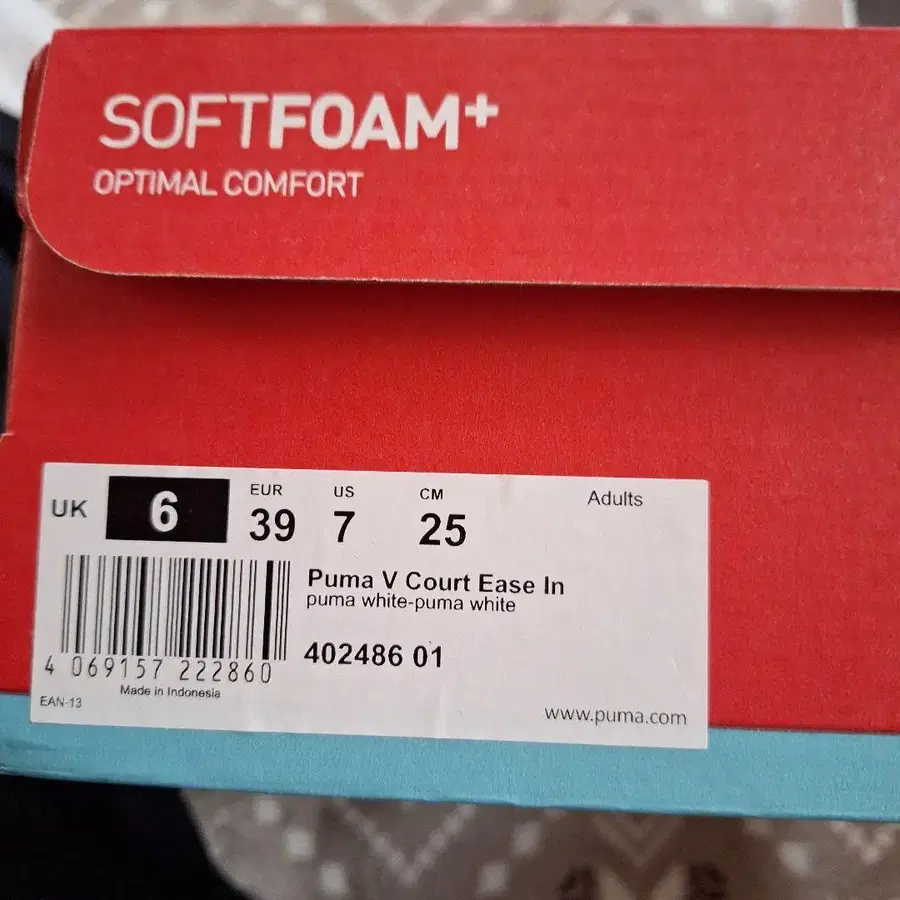 SOFTFOAM+
OPTIMAL COMFORT
UK 6 EUR 39 US 7 CM 25 Adults
Puma V Court Ease In
puma white-puma white
402486 01
4 069157 222860
Made in Indonesia
EAN-13
www.puma.com